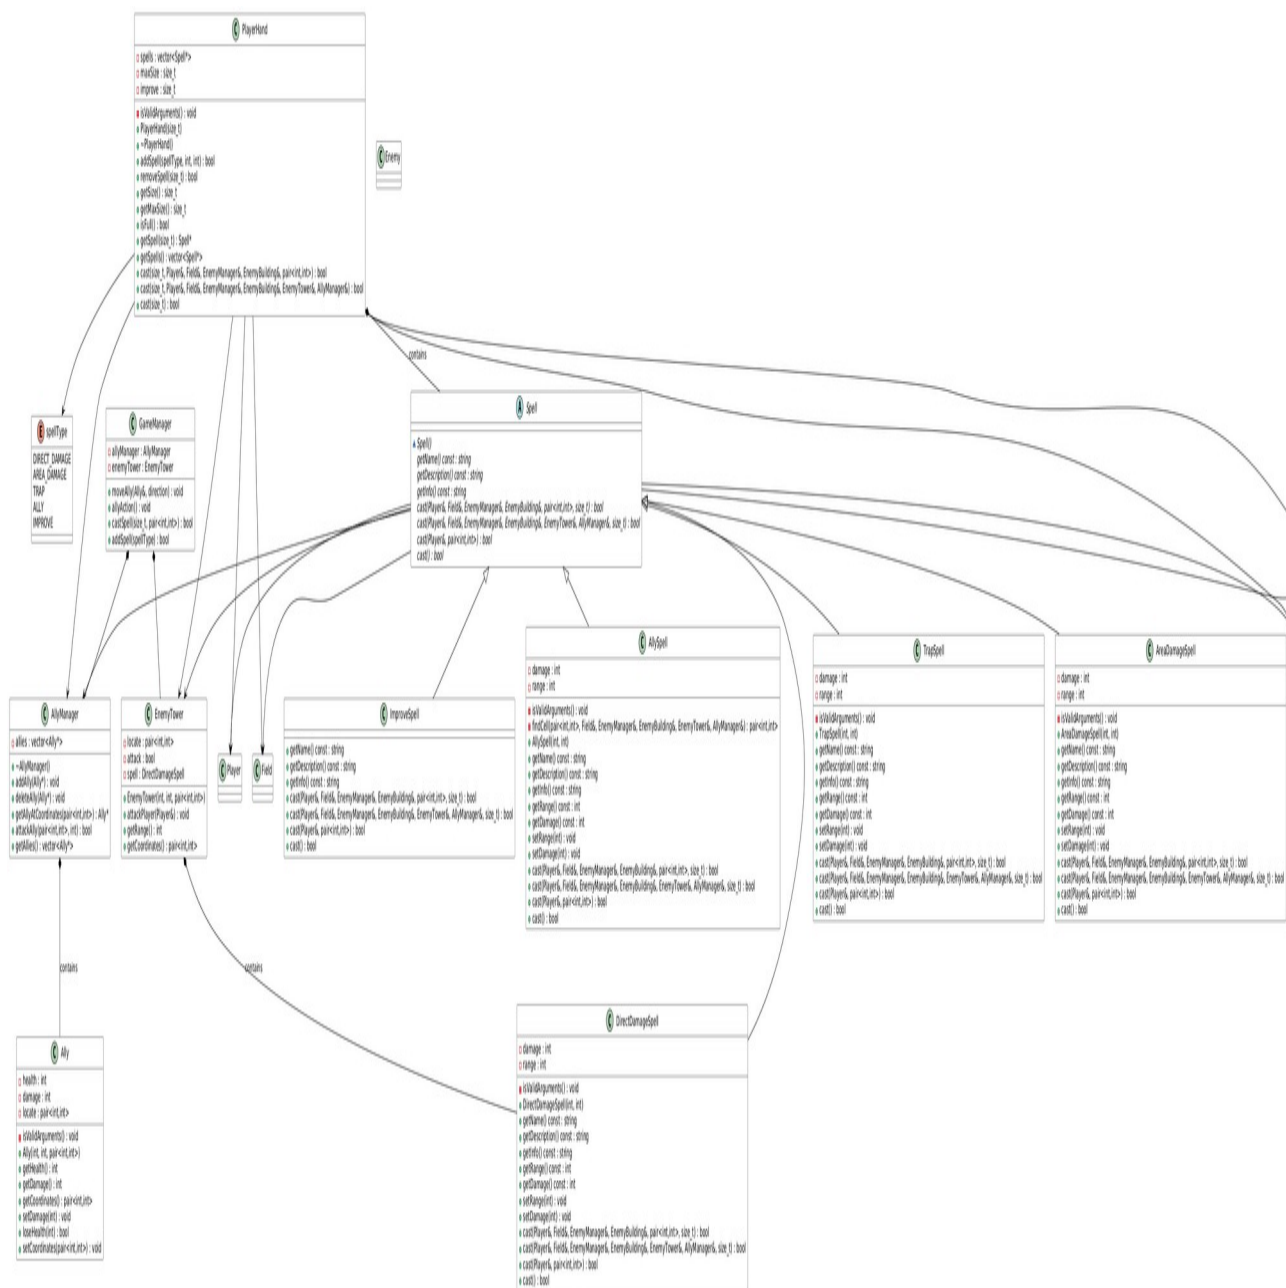 C PlayerHand
spells : vector<Spell*>
maxSize : size_t
improve : size_t
isValidArguments() : void
PlayerHand(size_t)
~PlayerHand()
addSpell(spellType, int, int) : bool
removeSpell(size_t) : bool
getSize() : size_t
getMaxSize() : size_t
isFull() : bool
getSpell(size_t) : Spell*
getSpells() : vector<Spell*>
cast(size_t, Player&, Field&, EnemyManager&, EnemyBuilding&, pair<int,int>) : bool
cast(size_t, Player&, Field&, EnemyManager&, EnemyBuilding&, EnemyTower&, AllyManager&) : bool
cast(size_t) : bool
C Enemy
contains
E spellType
DIRECT_DAMAGE
AREA_DAMAGE
TRAP
ALLY
IMPROVE
C GameManager
allyManager : AllyManager
enemyTower : EnemyTower
moveAlly(Ally&, direction) : void
allyAction() : void
castSpell(size_t, pair<int,int>) : bool
addSpell(spellType) : bool
A Spell
Spell()
getName() const : string
getDescription() const : string
getInfo() const : string
cast(Player&, Field&, EnemyManager&, EnemyBuilding&, pair<int,int>, size_t) : bool
cast(Player&, Field&, EnemyManager&, EnemyBuilding&, EnemyTower&, AllyManager&, size_t) : bool
cast(Player&, pair<int,int>) : bool
cast() : bool
C AllyManager
allies : vector<Ally*>
~AllyManager()
addAlly(Ally*) : void
deleteAlly(Ally*) : void
getAllyAtCoordinates(pair<int,int>) : Ally*
attackAlly(pair<int,int>, int) : bool
getAllies() : vector<Ally*>
C EnemyTower
locate : pair<int,int>
attack : bool
spell : DirectDamageSpell
EnemyTower(int, int, pair<int,int>)
attackPlayer(Player&) : void
getRange() : int
getCoordinates() : pair<int,int>
C Player
C Field
C ImproveSpell
getName() const : string
getDescription() const : string
getInfo() const : string
cast(Player&, Field&, EnemyManager&, EnemyBuilding&, pair<int,int>, size_t) : bool
cast(Player&, Field&, EnemyManager&, EnemyBuilding&, EnemyTower&, AllyManager&, size_t) : bool
cast(Player&, pair<int,int>) : bool
cast() : bool
C AllySpell
damage : int
range : int
isValidArguments() : void
findCell(pair<int,int>, Field&, EnemyManager&, EnemyBuilding&, EnemyTower&, AllyManager&) : pair<int,int>
AllySpell(int, int)
getName() const : string
getDescription() const : string
getInfo() const : string
getRange() const : int
getDamage() const : int
setRange(int) : void
setDamage(int) : void
cast(Player&, Field&, EnemyManager&, EnemyBuilding&, pair<int,int>, size_t) : bool
cast(Player&, Field&, EnemyManager&, EnemyBuilding&, EnemyTower&, AllyManager&, size_t) : bool
cast(Player&, pair<int,int>) : bool
cast() : bool
C TrapSpell
damage : int
range : int
isValidArguments() : void
TrapSpell(int, int)
getName() const : string
getDescription() const : string
getInfo() const : string
getRange() const : int
getDamage() const : int
setRange(int) : void
setDamage(int) : void
cast(Player&, Field&, EnemyManager&, EnemyBuilding&, pair<int,int>, size_t) : bool
cast(Player&, Field&, EnemyManager&, EnemyBuilding&, EnemyTower&, AllyManager&, size_t) : bool
cast(Player&, pair<int,int>) : bool
cast() : bool
C AreaDamageSpell
damage : int
range : int
isValidArguments() : void
AreaDamageSpell(int, int)
getName() const : string
getDescription() const : string
getInfo() const : string
getRange() const : int
getDamage() const : int
setRange(int) : void
setDamage(int) : void
cast(Player&, Field&, EnemyManager&, EnemyBuilding&, pair<int,int>, size_t) : bool
cast(Player&, Field&, EnemyManager&, EnemyBuilding&, EnemyTower&, AllyManager&, size_t) : bool
cast(Player&, pair<int,int>) : bool
cast() : bool
contains
contains
C Ally
health : int
damage : int
locate : pair<int,int>
isValidArguments() : void
Ally(int, int, pair<int,int>)
getHealth() : int
getDamage() : int
getCoordinates() : pair<int,int>
setDamage(int) : void
loseHealth(int) : bool
setCoordinates(pair<int,int>) : void
C DirectDamageSpell
damage : int
range : int
isValidArguments() : void
DirectDamageSpell(int, int)
getName() const : string
getDescription() const : string
getInfo() const : string
getRange() const : int
getDamage() const : int
setRange(int) : void
setDamage(int) : void
cast(Player&, Field&, EnemyManager&, EnemyBuilding&, pair<int,int>, size_t) : bool
cast(Player&, Field&, EnemyManager&, EnemyBuilding&, EnemyTower&, AllyManager&, size_t) : bool
cast(Player&, pair<int,int>) : bool
cast() : bool